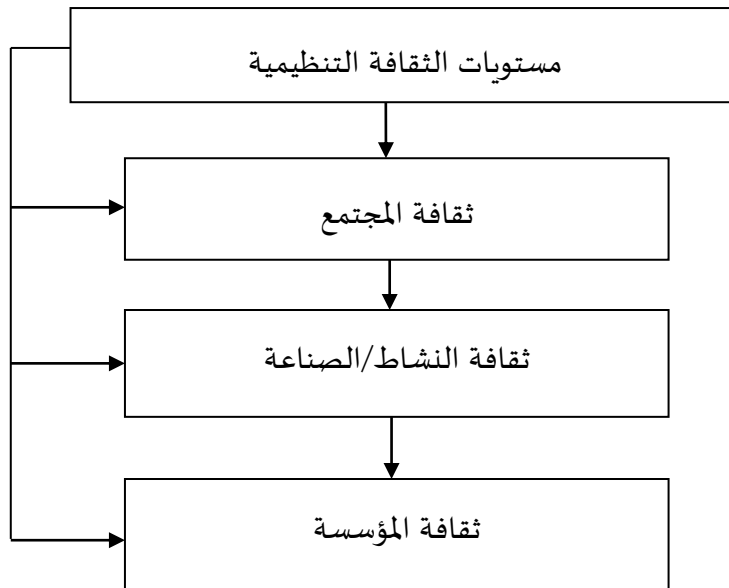 مستويات الثقافة التنظيمية
ثقافة المجتمع
ثقافة النشاط/الصناعة
ثقافة المؤسسة